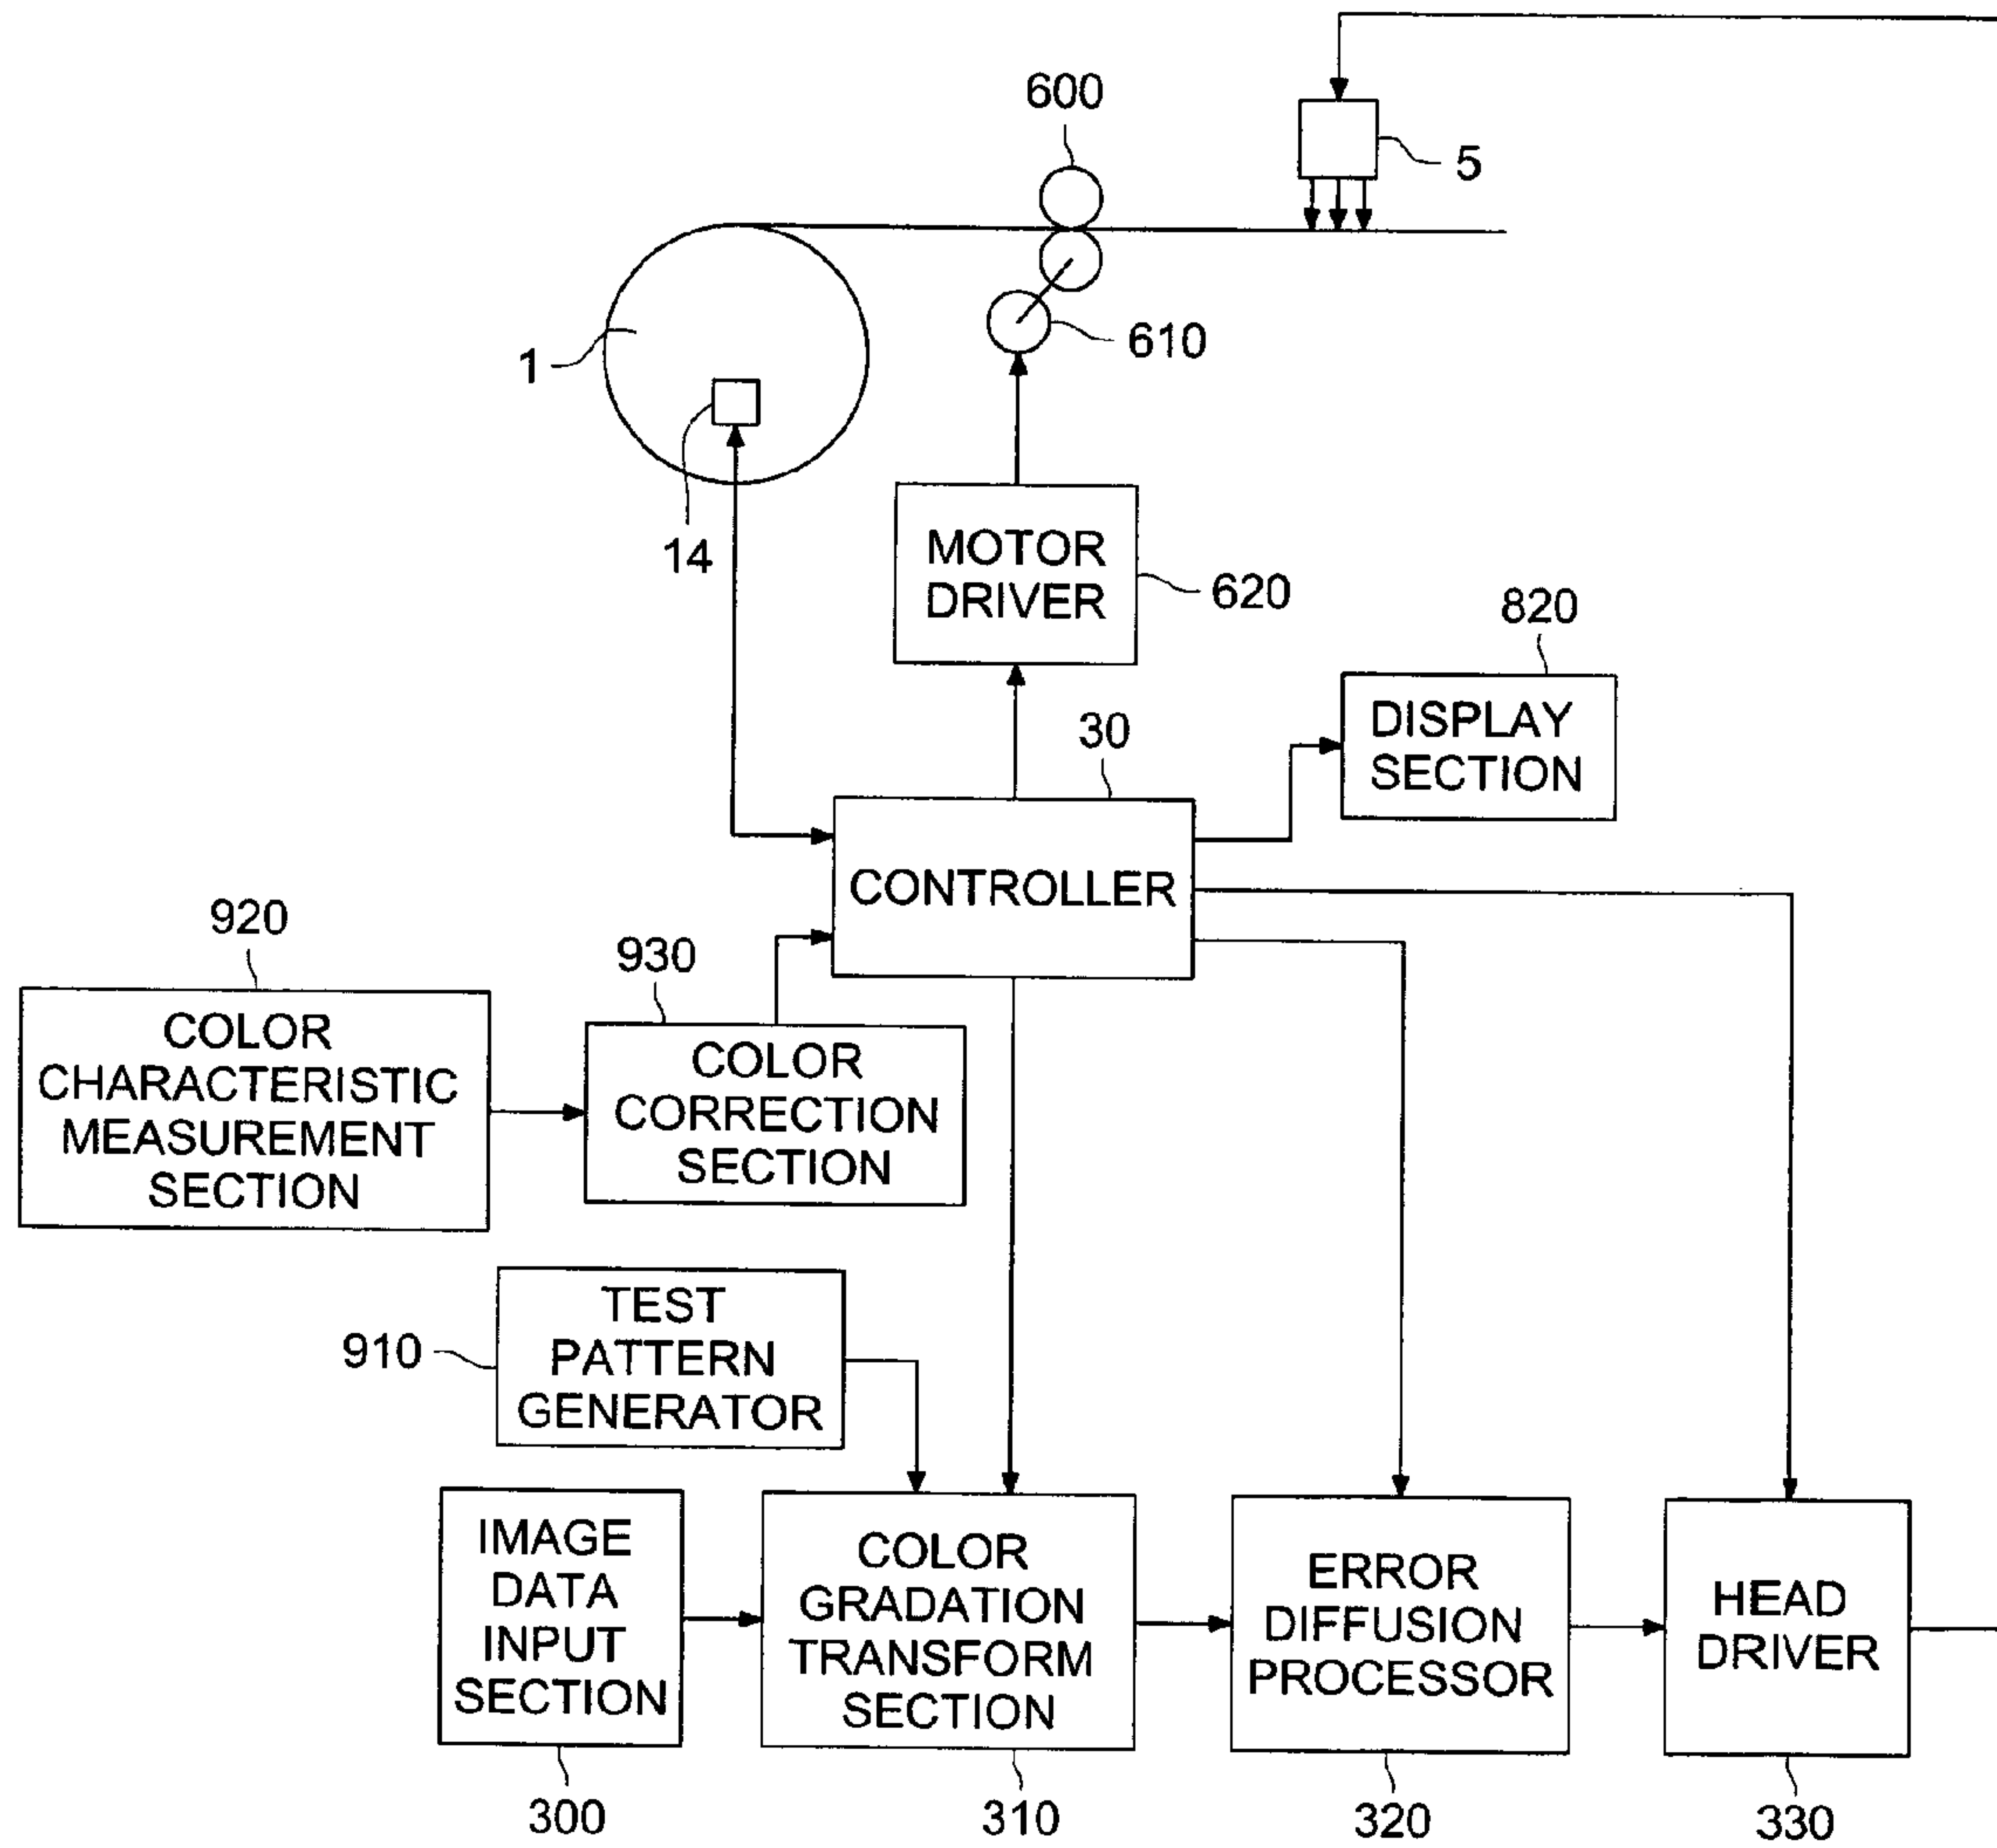 600
5
1
610
14
MOTOR
DRIVER
620
820
DISPLAY
SECTION
30
CONTROLLER
920
COLOR
CHARACTERISTIC
MEASUREMENT
SECTION
930
COLOR
CORRECTION
SECTION
910
TEST
PATTERN
GENERATOR
IMAGE
DATA
INPUT
SECTION
300
COLOR
GRADATION
TRANSFORM
SECTION
310
ERROR
DIFFUSION
PROCESSOR
320
HEAD
DRIVER
330